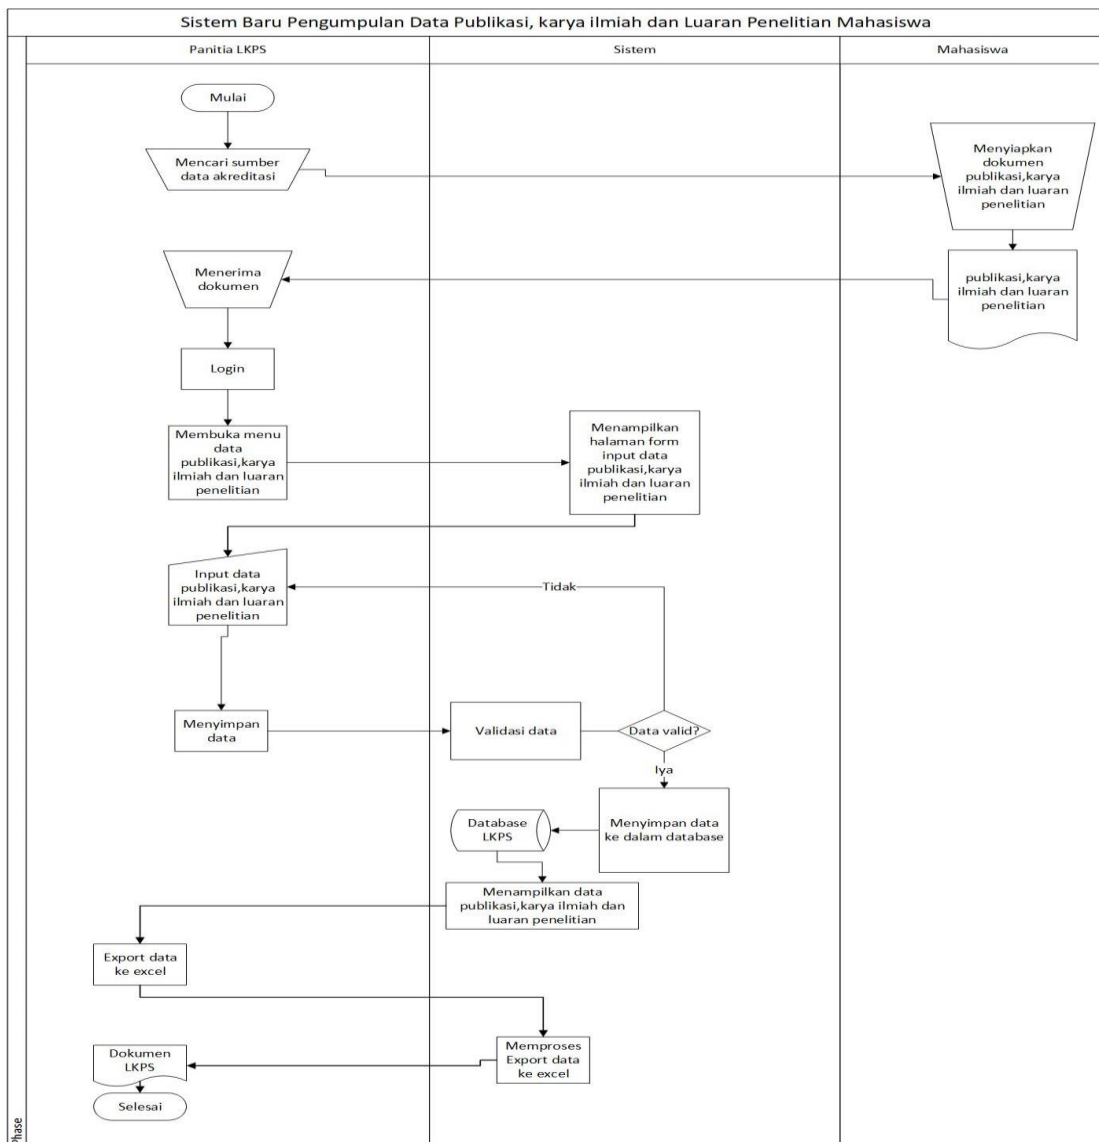 Sistem Baru Pengumpulan Data Publikasi, karya ilmiah dan Luaran Penelitian Mahasiswa
Panitia LKPS
Sistem
Mahasiswa
Mulai
Mencari sumber
data akreditasi
Menyiapkan
dokumen
publikasi,karya
ilmiah dan luaran
penelitian
Menerima
dokumen
publikasi,karya
ilmiah dan luaran
penelitian
Login
Membuka menu
data
publikasi,karya
ilmiah dan luaran
penelitian
Menampilkan
halaman form
input data
publikasi,karya
ilmiah dan luaran
penelitian
Input data
publikasi,karya
ilmiah dan luaran
penelitian
Tidak
Menyimpan
data
Validasi data
Data valid?
Iya
Menyimpan data
ke dalam database
Database
LKPS
Menampilkan data
publikasi,karya ilmiah dan
luaran penelitian
Export data
ke excel
Memproses
Export data
ke excel
Dokumen
LKPS
Selesai
Phase